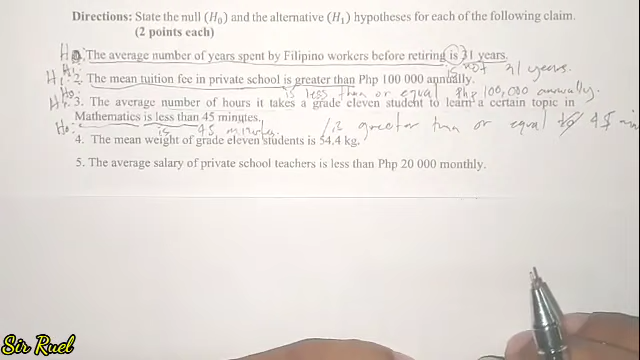 Directions: State the null (H₀) and the alternative (H₁) hypotheses for each of the following claim.
(2 points each)
H₀ The average number of years spent by Filipino workers before retiring is 31 years.
H₁: is not 31 years.
H₁: 2. The mean tuition fee in private school is greater than Php 100 000 annually.
H₀: is less than or equal Php 100,000 annually.
H₁: 3. The average number of hours it takes a grade eleven student to learn a certain topic in
Mathematics is less than 45 minutes.
H₀: is 45 minutes. / is greater than or equal to 45
4. The mean weight of grade eleven students is 54.4 kg.
5. The average salary of private school teachers is less than Php 20 000 monthly.
Sir Ruel